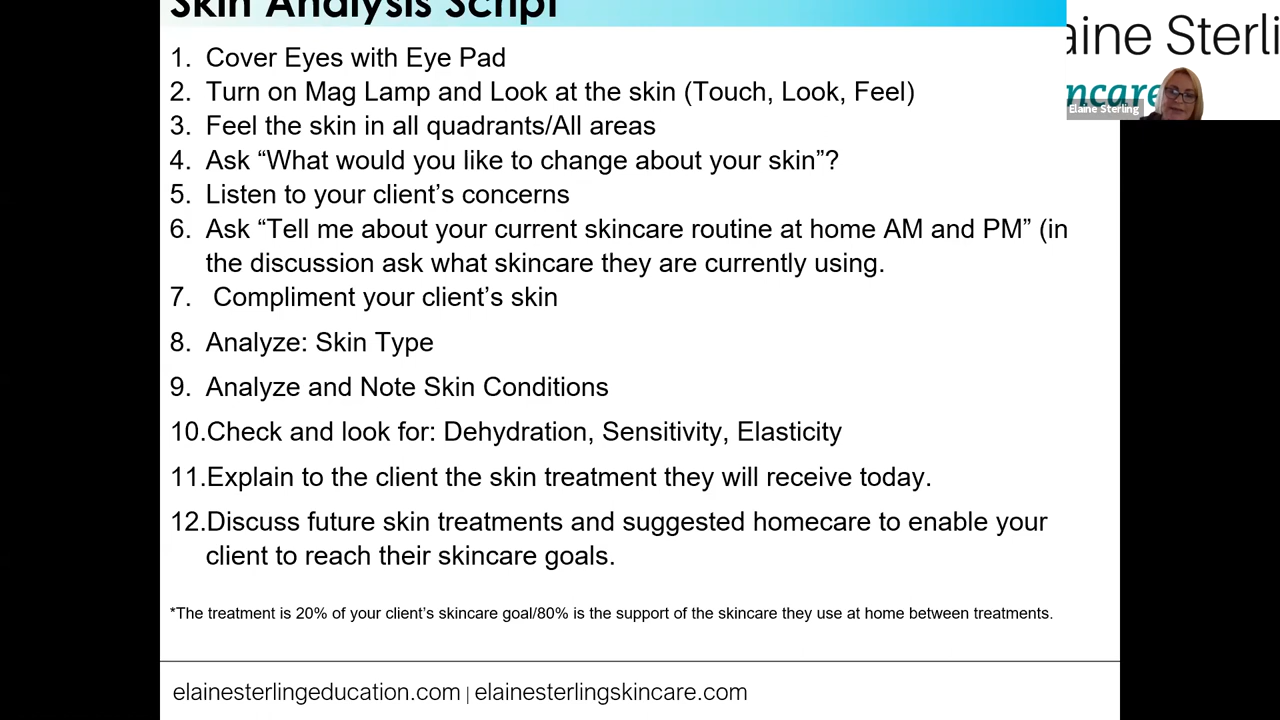 Skin Analysis Script
aine Sterli
ncare
Elaine Sterling
1. Cover Eyes with Eye Pad
2. Turn on Mag Lamp and Look at the skin (Touch, Look, Feel)
3. Feel the skin in all quadrants/All areas
4. Ask “What would you like to change about your skin”?
5. Listen to your client’s concerns
6. Ask “Tell me about your current skincare routine at home AM and PM” (in
the discussion ask what skincare they are currently using.
7. Compliment your client’s skin
8. Analyze: Skin Type
9. Analyze and Note Skin Conditions
10.Check and look for: Dehydration, Sensitivity, Elasticity
11.Explain to the client the skin treatment they will receive today.
12.Discuss future skin treatments and suggested homecare to enable your
client to reach their skincare goals.
*The treatment is 20% of your client’s skincare goal/80% is the support of the skincare they use at home between treatments.
elainesterlingeducation.com | elainesterlingskincare.com